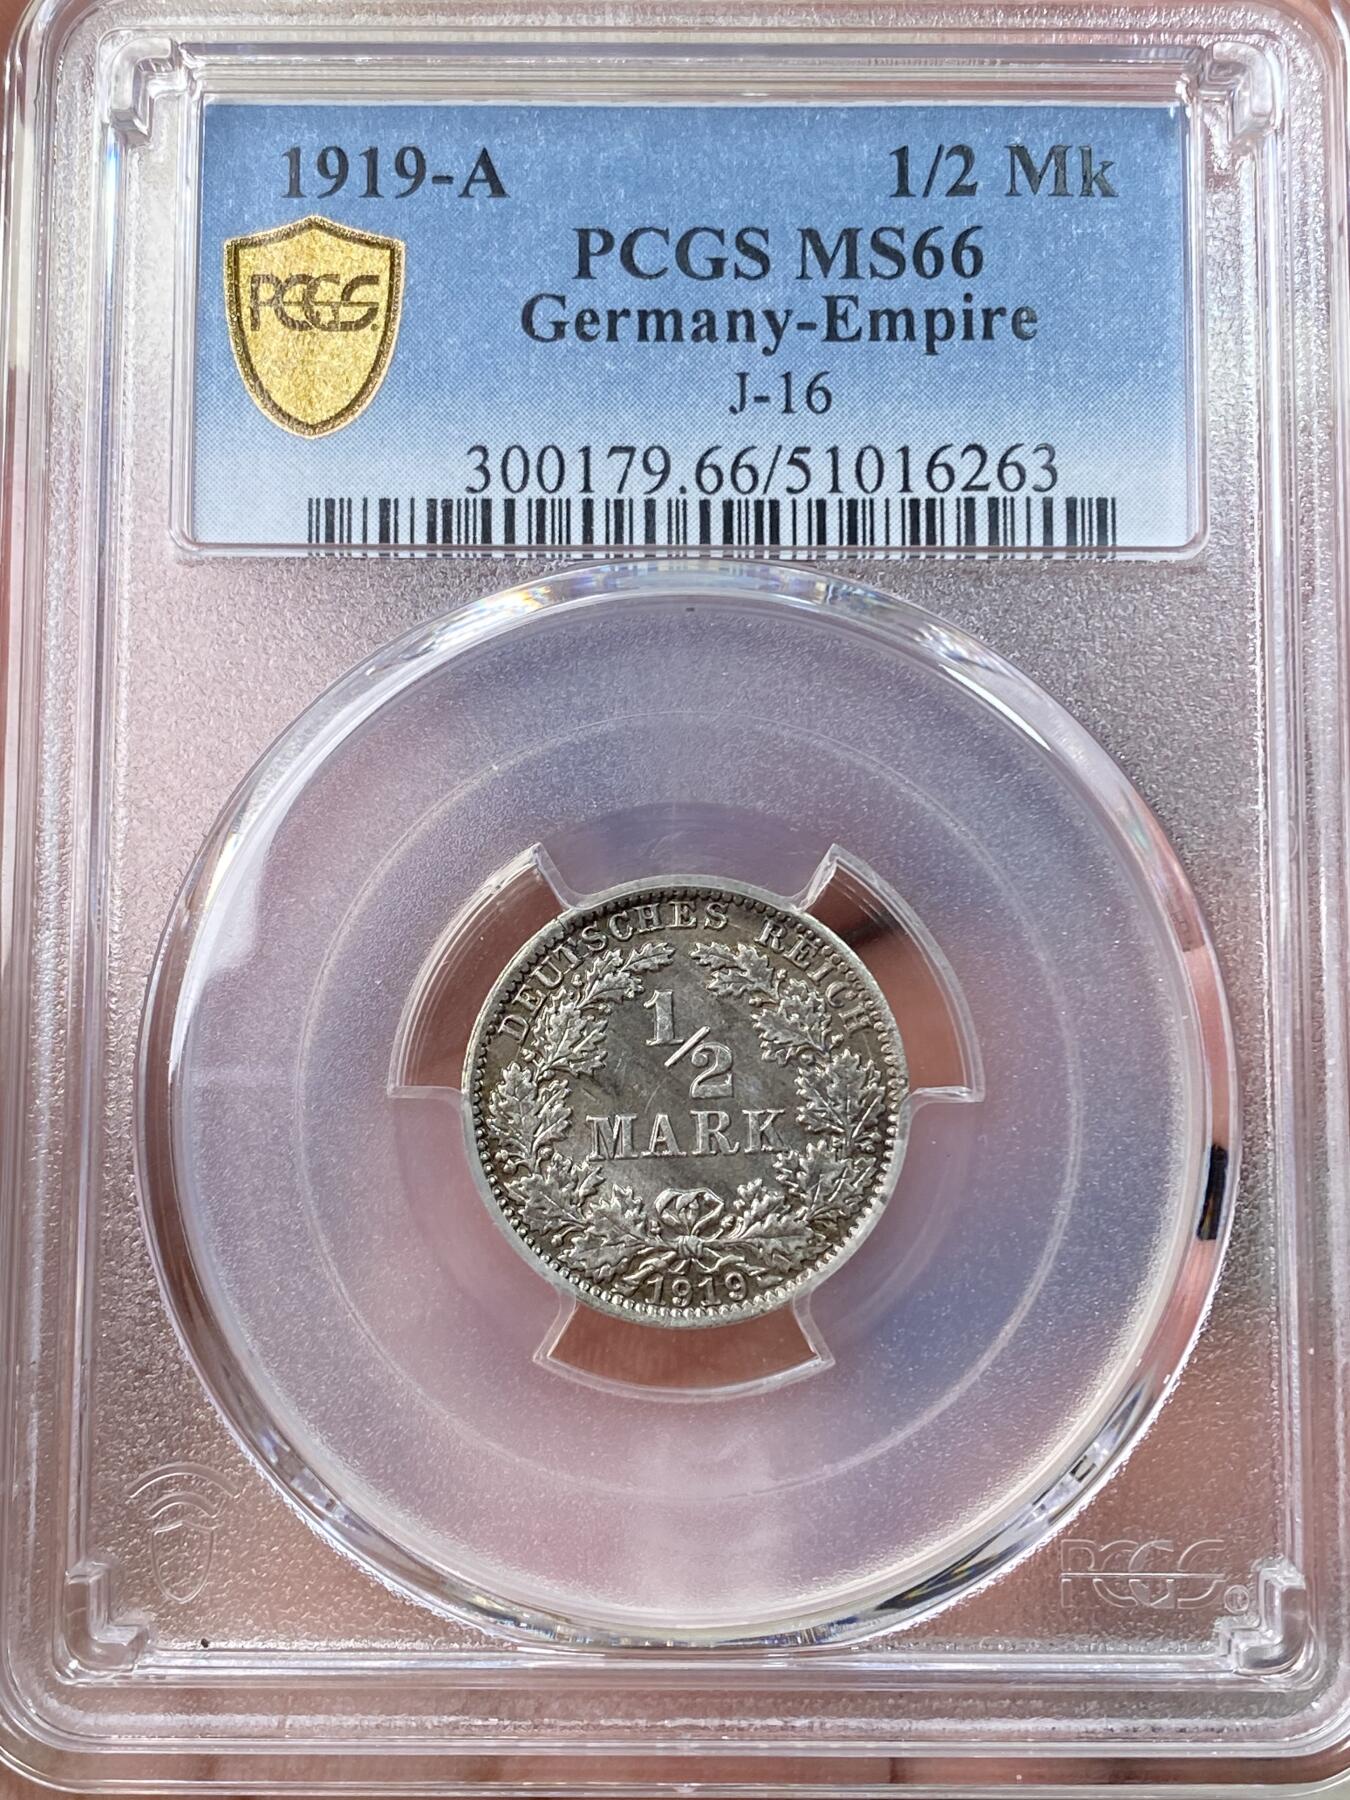 1919-A 1/2 Mk
PCGS MS66
PCGS
Germany-Empire
J-16
300179.66/51016263
DEUTSCHES REICH
1/2
MARK
1919
PCGS